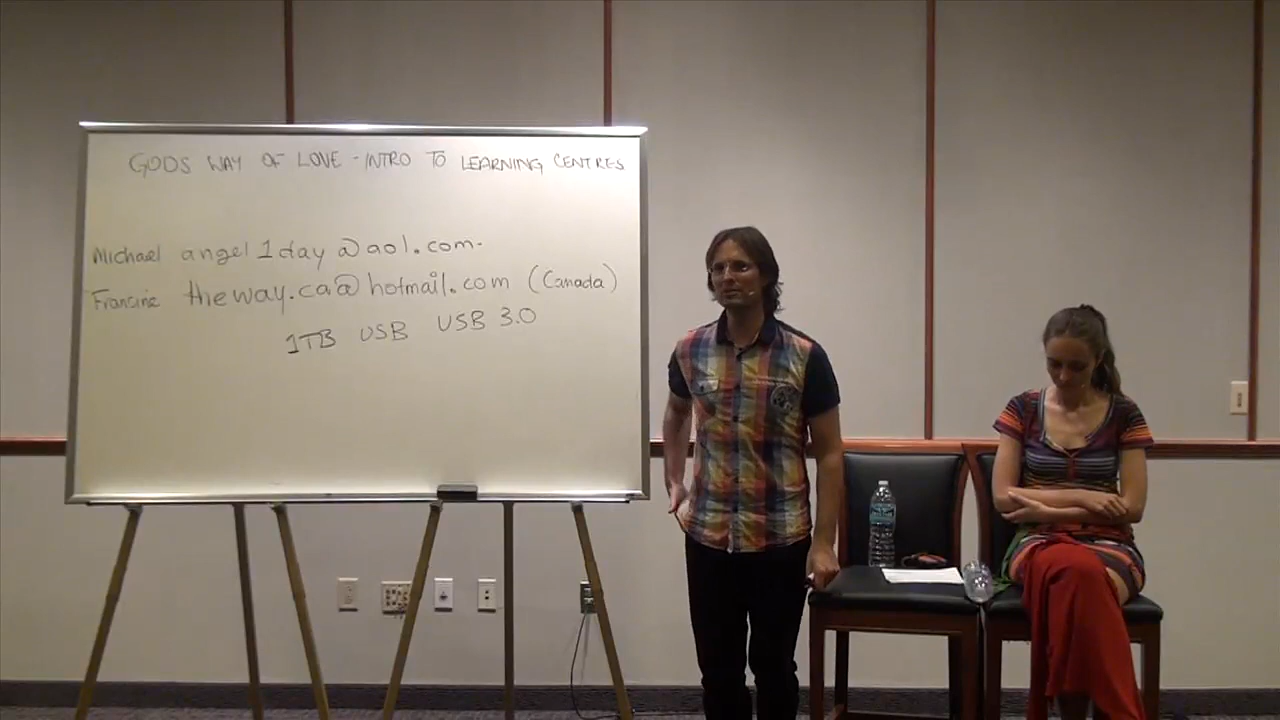 GODS WAY OF LOVE - INTRO TO LEARNING CENTRES
Michael angel1day@aol.com.
Francine theway.ca@hotmail.com (Canada)
1TB USB USB 3.0